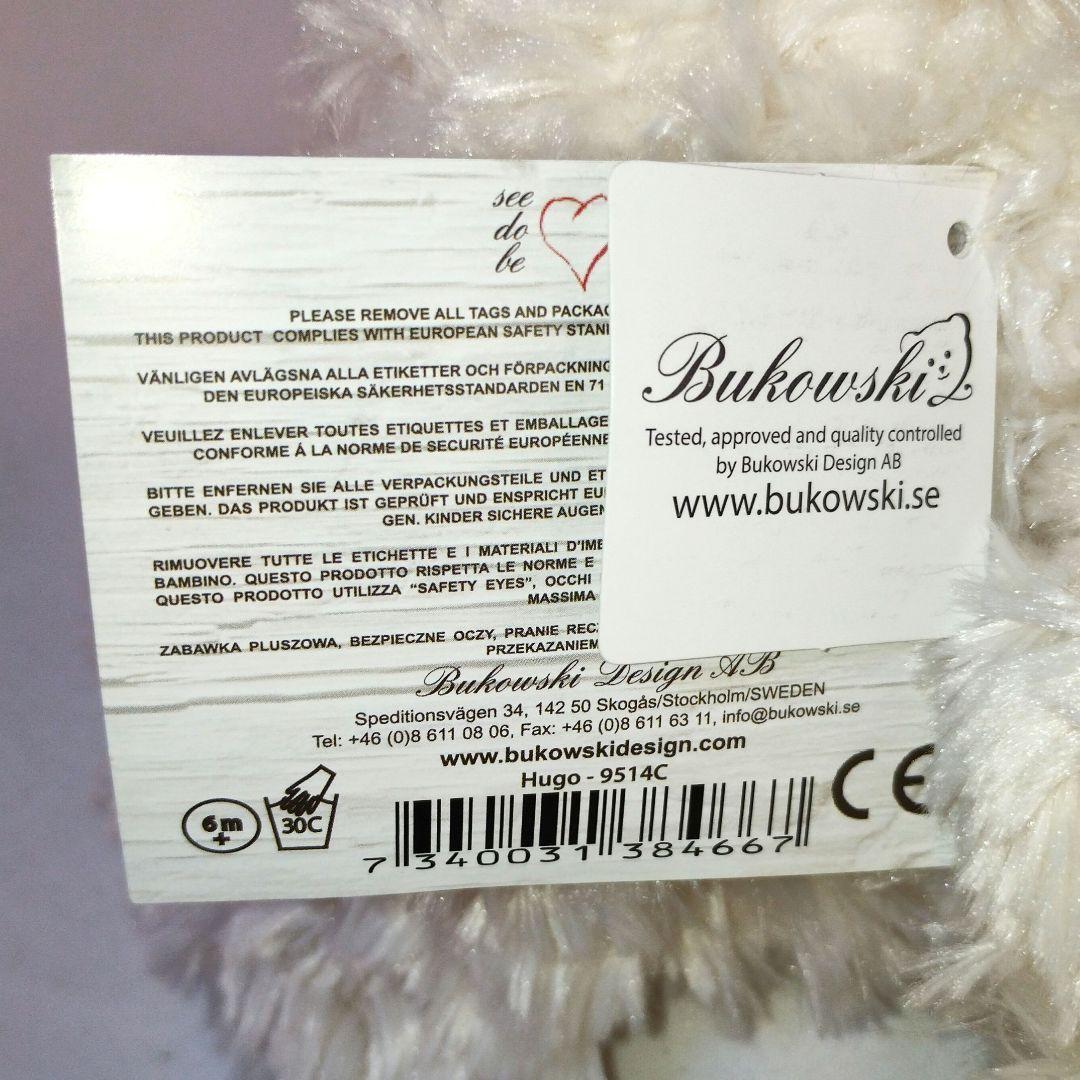 see
do
be
PLEASE REMOVE ALL TAGS AND PACKAG
THIS PRODUCT COMPLIES WITH EUROPEAN SAFETY STAN
VÄNLIGEN AVLÄGSNA ALLA ETIKETTER OCH FÖRPACKNING
DEN EUROPEISKA SÄKERHETSSTANDARDEN EN 71
VEUILLEZ ENLEVER TOUTES ETIQUETTES ET EMBALLAGE
CONFORME Á LA NORME DE SECURITÉ EUROPÉENNE
BITTE ENFERNEN SIE ALLE VERPACKUNGSTEILE UND ET
GEBEN. DAS PRODUKT IST GEPRÜFT UND ENSPRICHT EU
GEN. KINDER SICHERE AUGEN
RIMUOVERE TUTTE LE ETICHETTE E I MATERIALI D'IMB
BAMBINO. QUESTO PRODOTTO RISPETTA LE NORME E
QUESTO PRODOTTO UTILIZZA “SAFETY EYES”, OCCHI
MASSIMA
ZABAWKA PLUSZOWA, BEZPIECZNE OCZY, PRANIE RECZ
PRZEKAZANIEM
Bukowski Design AB
Speditionsvägen 34, 142 50 Skogås/Stockholm/SWEDEN
Tel: +46 (0)8 611 08 06, Fax: +46 (0)8 611 63 11, info@bukowski.se
www.bukowskidesign.com
Hugo - 9514C
6m
+
30C
7 340031 384667
CE
Bukowski
Tested, approved and quality controlled
by Bukowski Design AB
www.bukowski.se